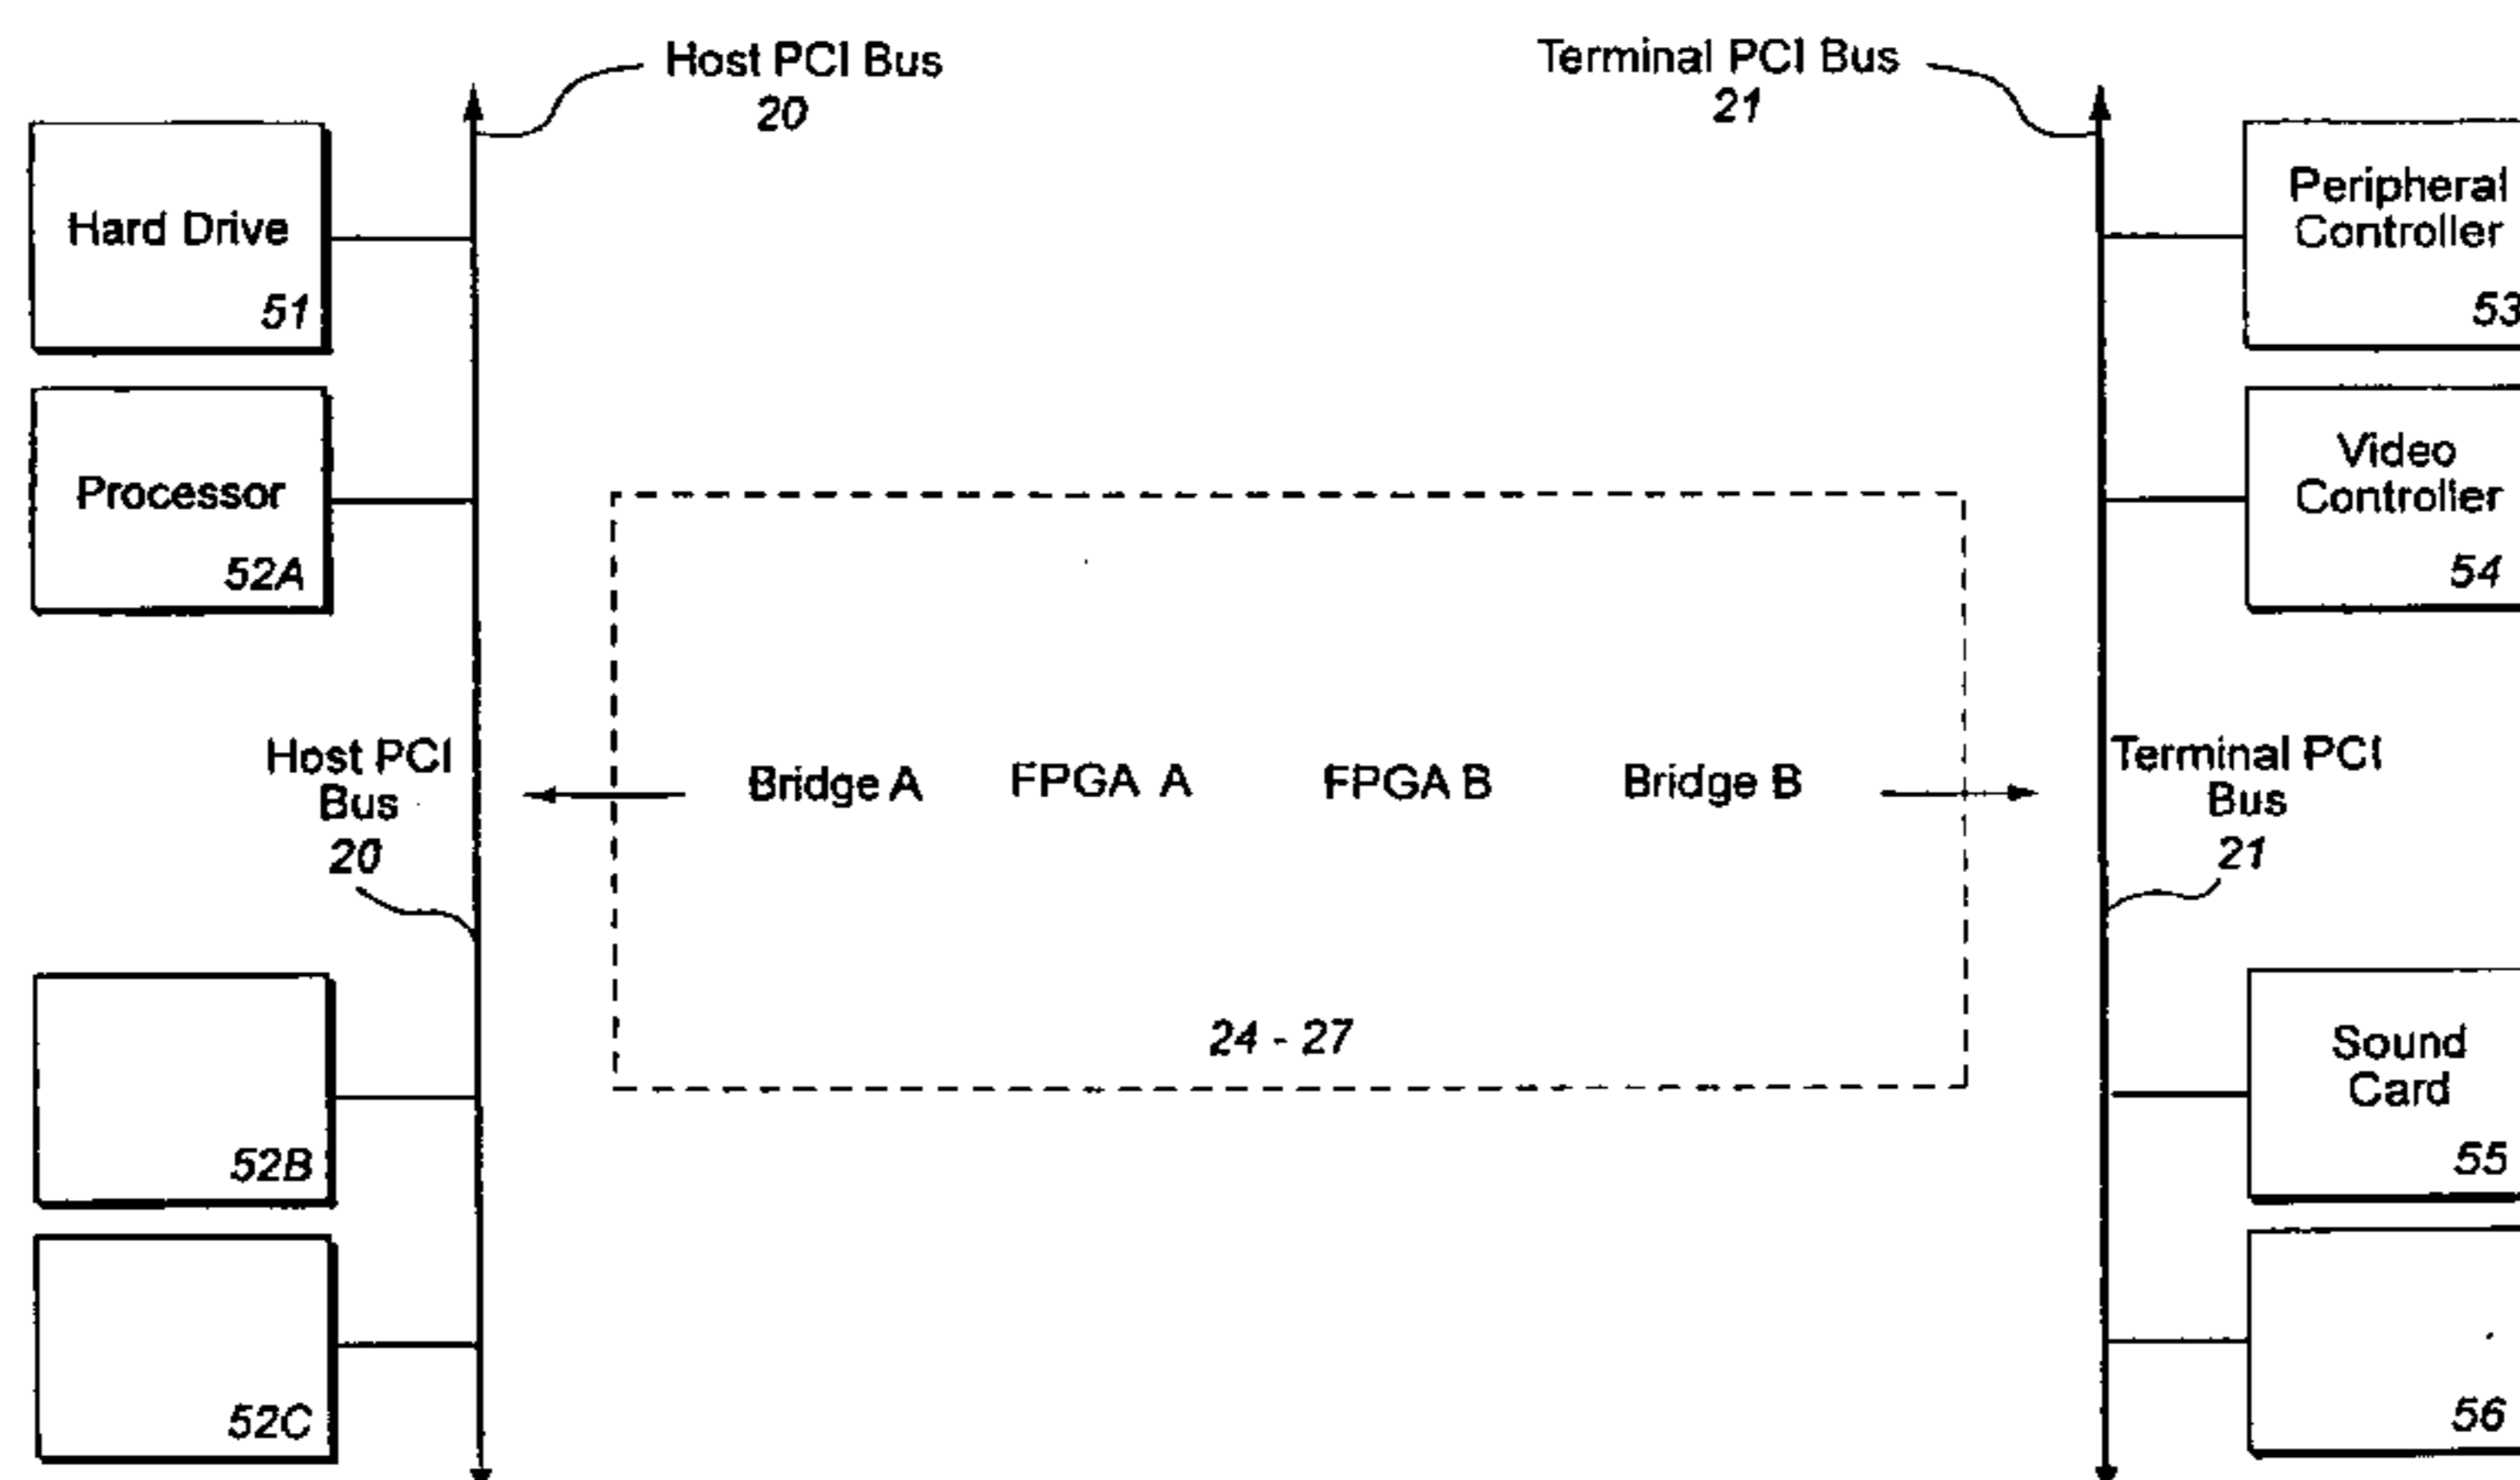 Host PCI Bus
20
Terminal PCI Bus
21
Hard Drive
51
Peripheral
Controller
53
Processor
52A
Video
Controller
54
Host PCI
Bus
20
Bridge A
FPGA A
FPGA B
Bridge B
Terminal PCI
Bus
21
24 - 27
52B
Sound
Card
55
52C
56